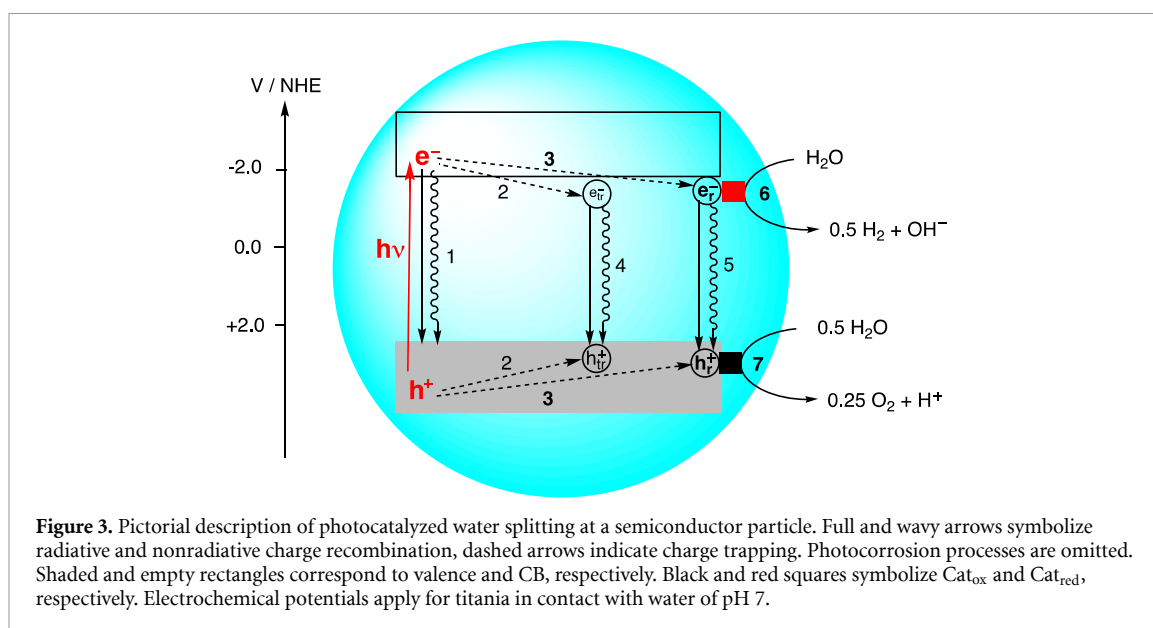 V / NHE
-2.0
0.0
+2.0
hν
e⁻
1
2
3
e⁻tr
4
e⁻r
5
6
H₂O
0.5 H₂ + OH⁻
h⁺
2
3
h⁺tr
h⁺r
7
0.5 H₂O
0.25 O₂ + H⁺
Figure 3. Pictorial description of photocatalyzed water splitting at a semiconductor particle. Full and wavy arrows symbolize
radiative and nonradiative charge recombination, dashed arrows indicate charge trapping. Photocorrosion processes are omitted.
Shaded and empty rectangles correspond to valence and CB, respectively. Black and red squares symbolize Catox and Catred,
respectively. Electrochemical potentials apply for titania in contact with water of pH 7.